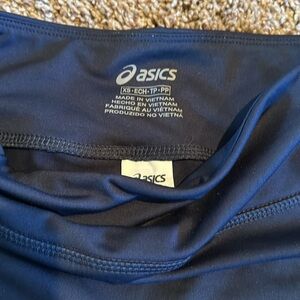 asics
XS・ECH・TP・PP
MADE IN VIETNAM
HECHO EN VIETNAM
FABRIQUÉ AU VIETNAM
PRODUZIDO NO VIETNÃ
asics